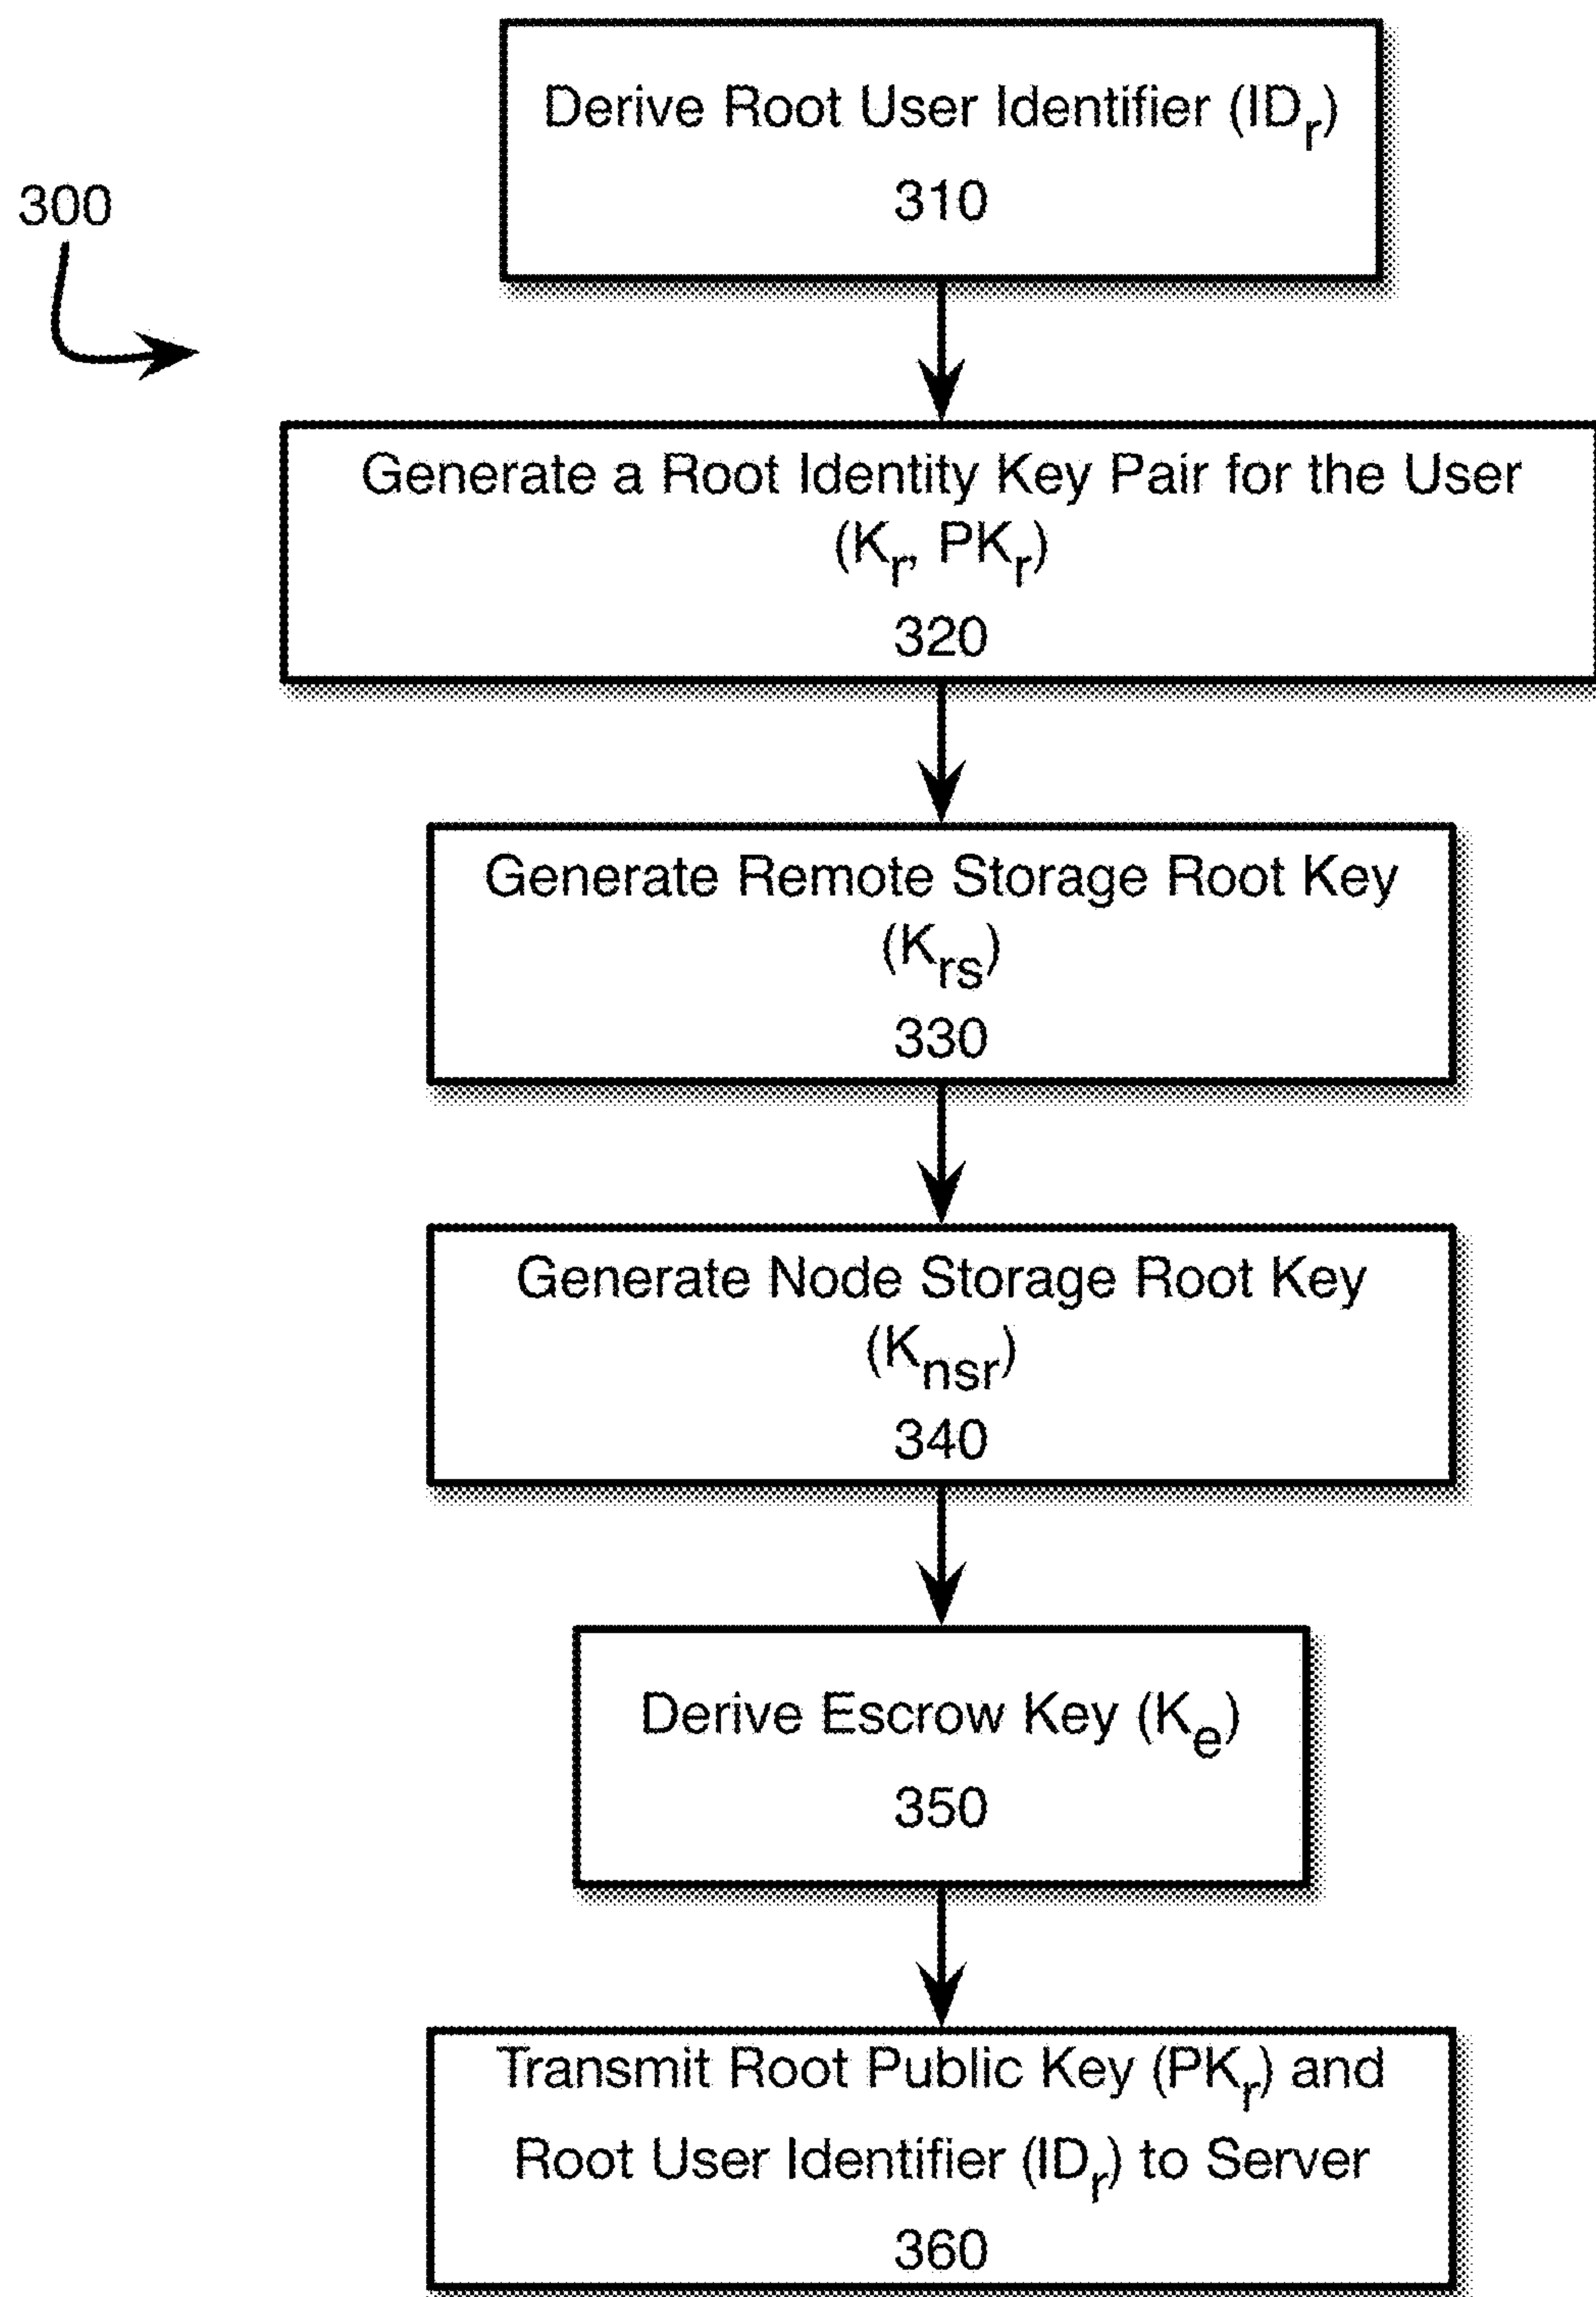 Derive Root User Identifier (IDr)
310
300
Generate a Root Identity Key Pair for the User
(Kr, PKr)
320
Generate Remote Storage Root Key
(Krs)
330
Generate Node Storage Root Key
(Knsr)
340
Derive Escrow Key (Ke)
350
Transmit Root Public Key (PKr) and
Root User Identifier (IDr) to Server
360